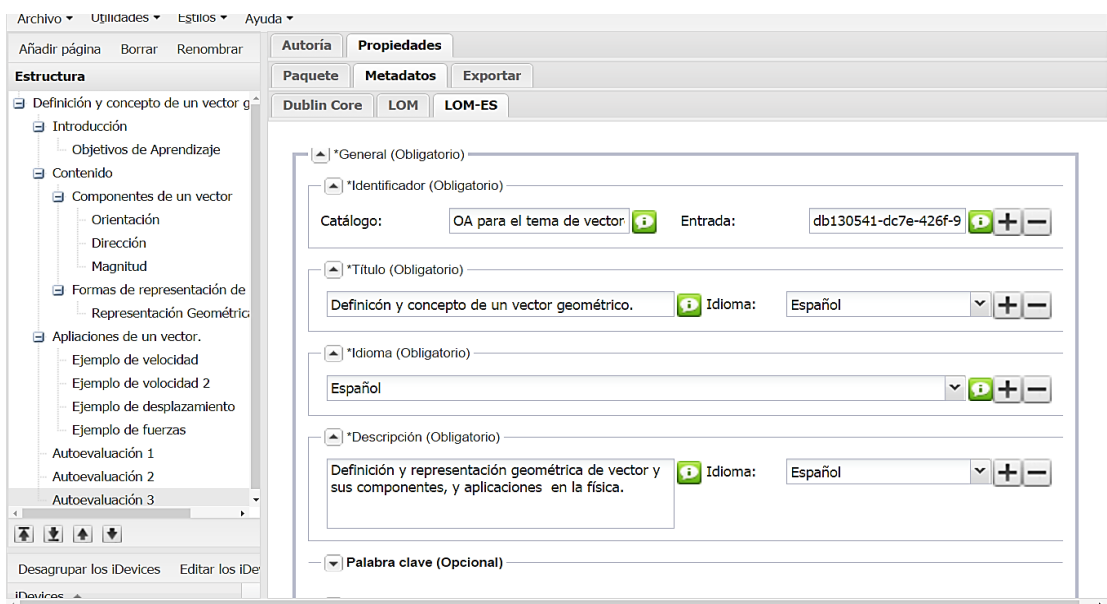 Archivo Utilidades Estilos Ayuda
Añadir página Borrar Renombrar
Estructura
Definición y concepto de un vector g
Introducción
Objetivos de Aprendizaje
Contenido
Componentes de un vector
Orientación
Dirección
Magnitud
Formas de representación de
Representación Geométric
Apliaciones de un vector.
Ejemplo de velocidad
Ejemplo de volocidad 2
Ejemplo de desplazamiento
Ejemplo de fuerzas
Autoevaluación 1
Autoevaluación 2
Autoevaluación 3
Desagrupar los iDevices Editar los iDe
iDevices
Autoría Propiedades
Paquete Metadatos Exportar
Dublin Core LOM LOM-ES
*General (Obligatorio)
*Identificador (Obligatorio)
Catálogo: OA para el tema de vector Entrada: db130541-dc7e-426f-9
*Título (Obligatorio)
Definicón y concepto de un vector geométrico. Idioma: Español
*Idioma (Obligatorio)
Español
*Descripción (Obligatorio)
Definición y representación geométrica de vector y Idioma: Español
sus componentes, y aplicaciones en la física.
Palabra clave (Opcional)